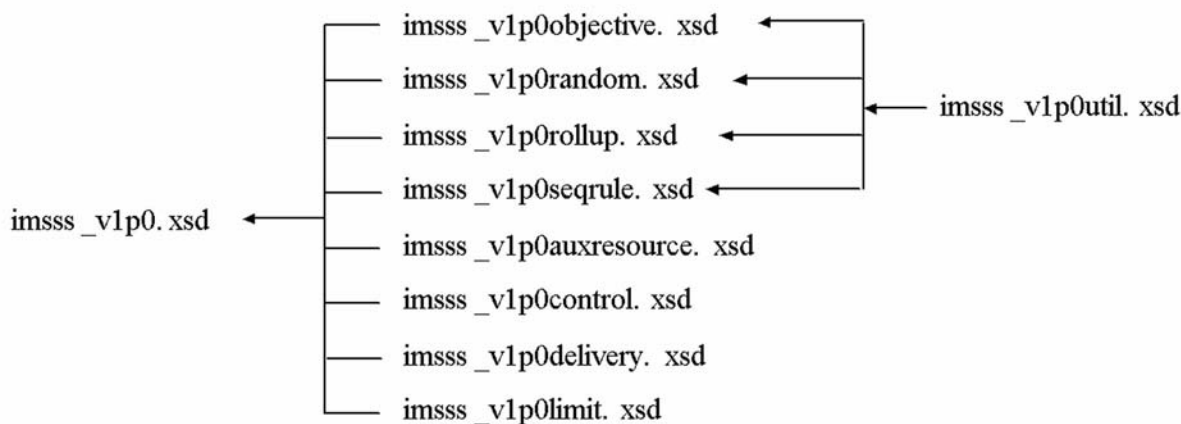 imsss _v1p0objective. xsd
imsss _v1p0random. xsd
imsss _v1p0util. xsd
imsss _v1p0rollup. xsd
imsss _v1p0seqrule. xsd
imsss _v1p0. xsd
imsss _v1p0auxresource. xsd
imsss _v1p0control. xsd
imsss _v1p0delivery. xsd
imsss _v1p0limit. xsd